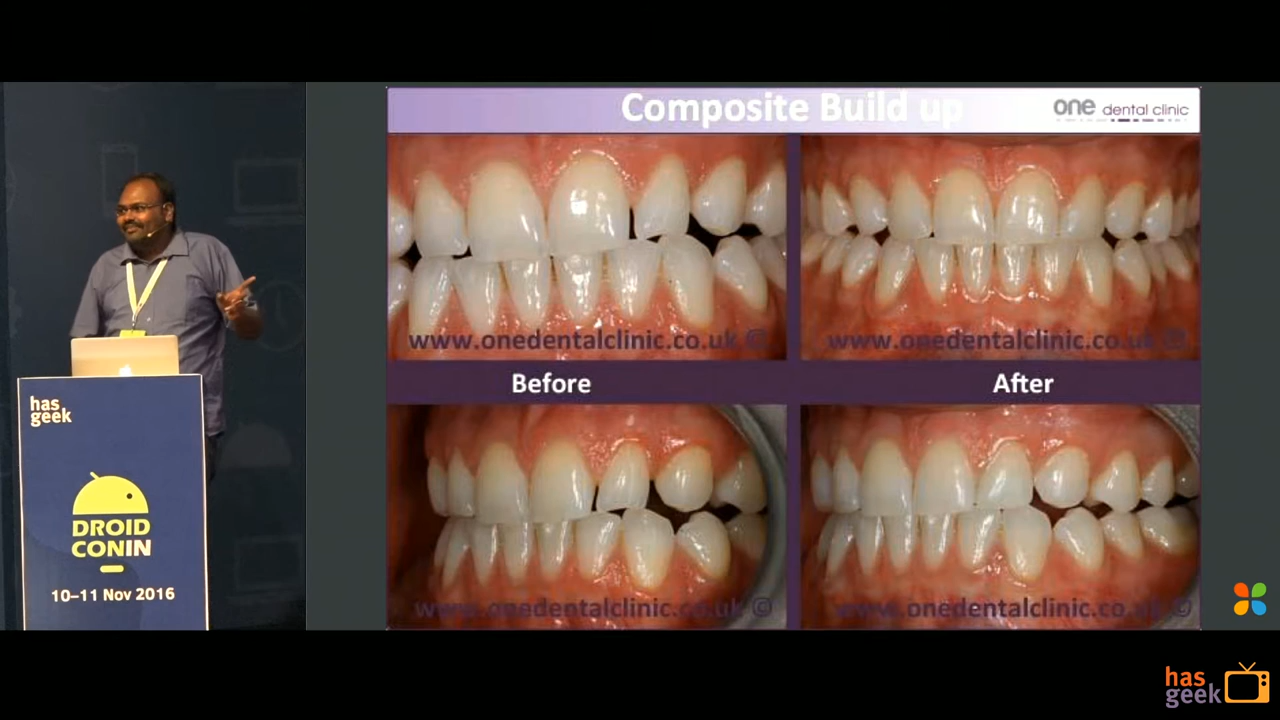 Composite Build up
one dental clinic
www.onedentalclinic.co.uk ©
www.onedentalclinic.co.uk ©
Before
After
www.onedentalclinic.co.uk ©
www.onedentalclinic.co.uk ©
has
geek
DROID
CONIN
10–11 Nov 2016
has
geek